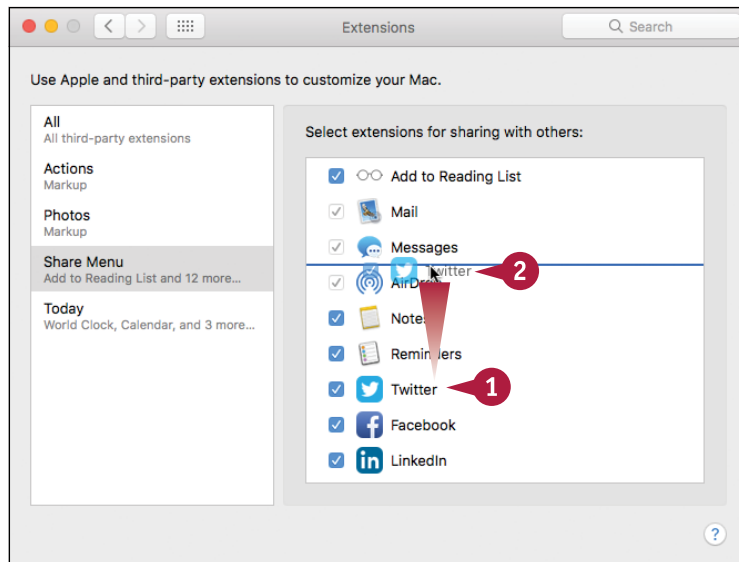 Extensions
Search
Use Apple and third-party extensions to customize your Mac.
All
All third-party extensions
Actions
Markup
Photos
Markup
Share Menu
Add to Reading List and 12 more...
Today
World Clock, Calendar, and 3 more...
Select extensions for sharing with others:
Add to Reading List
Mail
Messages
Twitter
2
AirDrop
Notes
Reminders
Twitter
1
Facebook
in LinkedIn
?